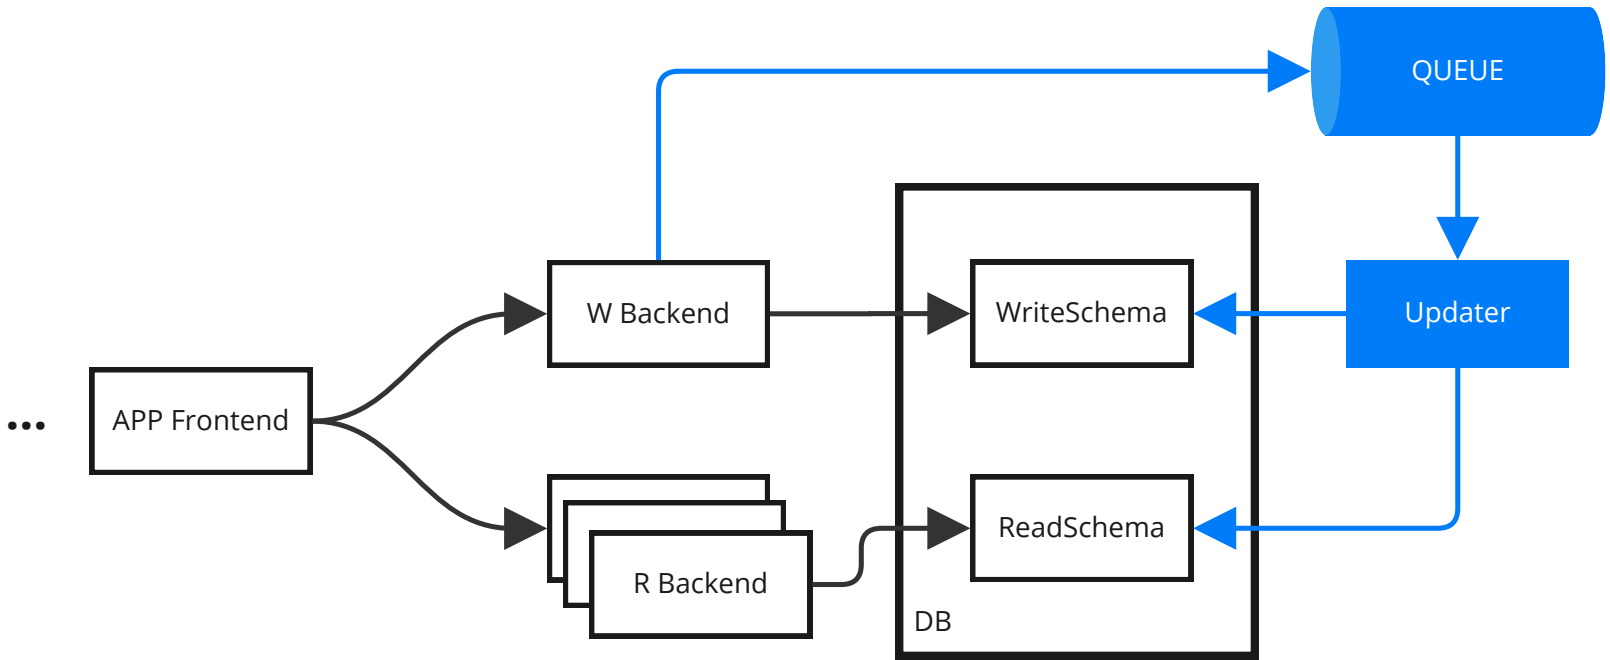 QUEUE
W Backend
WriteSchema
Updater
... APP Frontend
ReadSchema
R Backend
DB